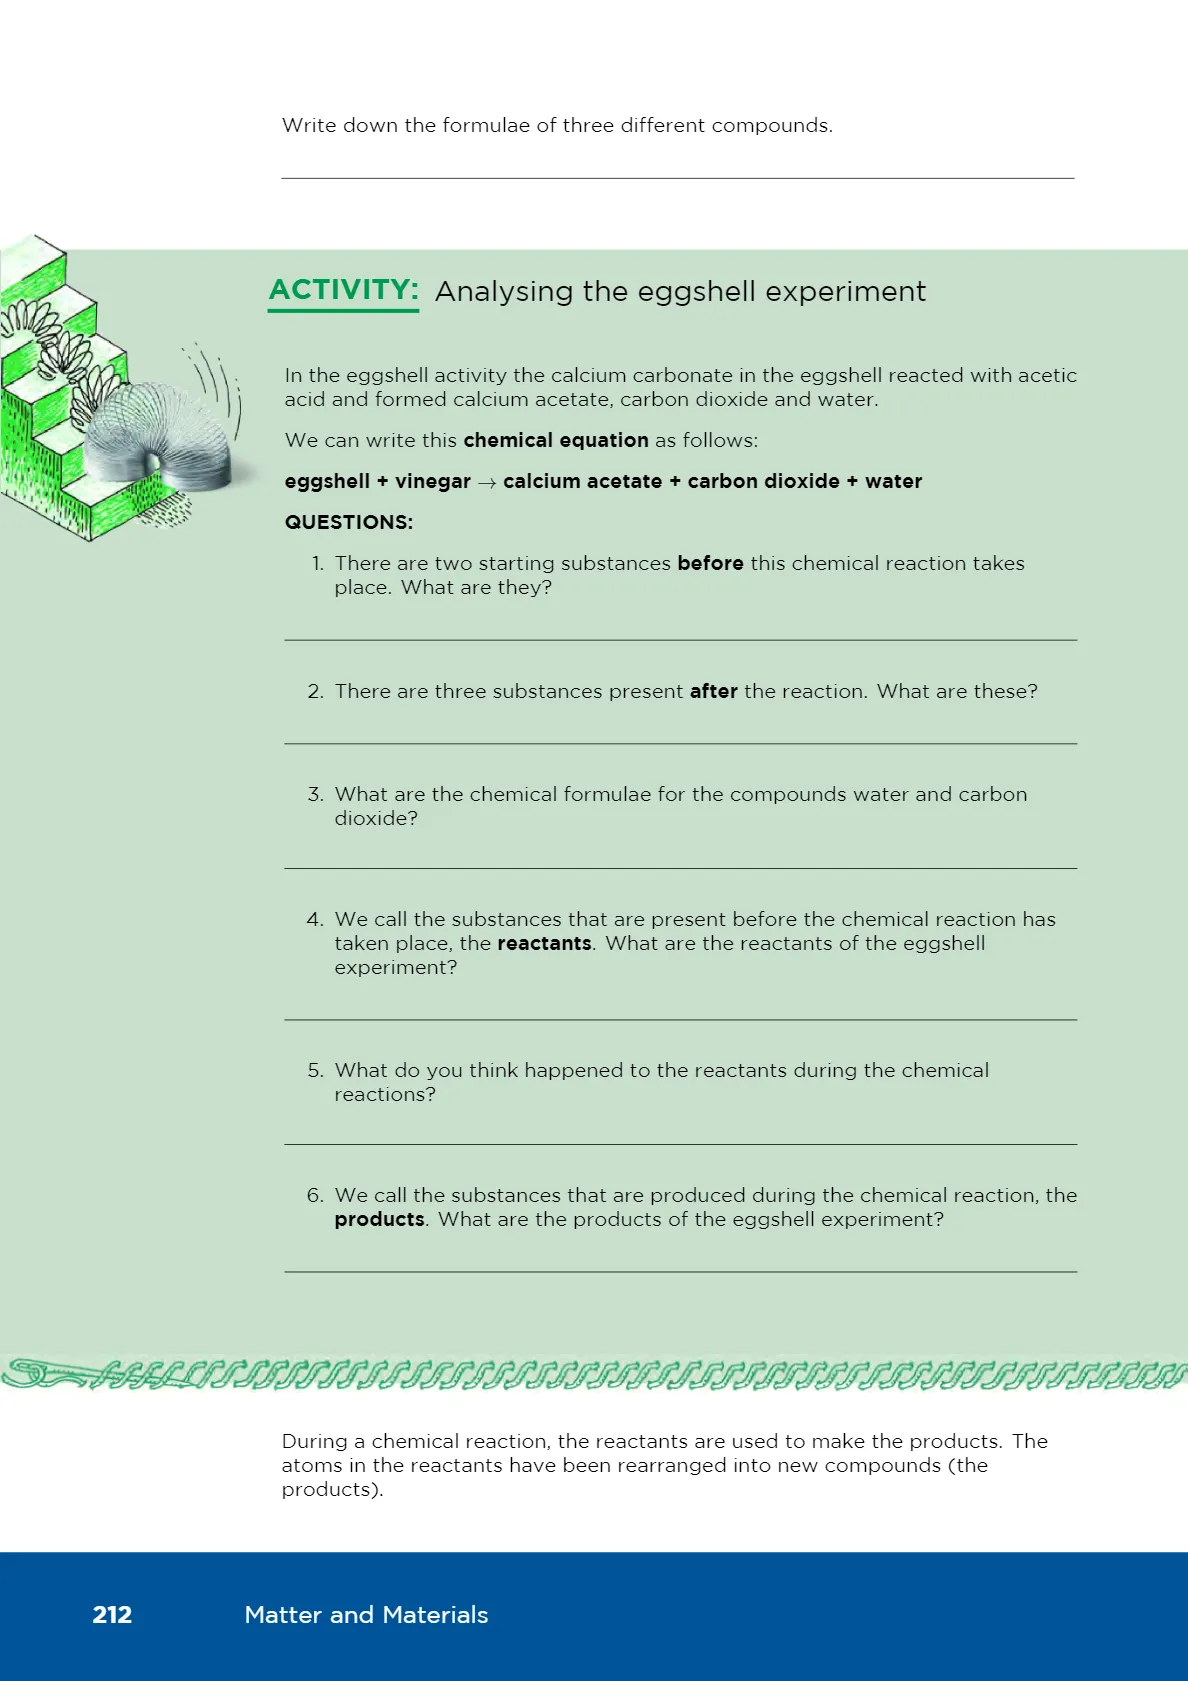 Write down the formulae of three different compounds.
ACTIVITY: Analysing the eggshell experiment
In the eggshell activity the calcium carbonate in the eggshell reacted with acetic
acid and formed calcium acetate, carbon dioxide and water.
We can write this chemical equation as follows:
eggshell + vinegar → calcium acetate + carbon dioxide + water
QUESTIONS:
1. There are two starting substances before this chemical reaction takes
place. What are they?
2. There are three substances present after the reaction. What are these?
3. What are the chemical formulae for the compounds water and carbon
dioxide?
4. We call the substances that are present before the chemical reaction has
taken place, the reactants. What are the reactants of the eggshell
experiment?
5. What do you think happened to the reactants during the chemical
reactions?
6. We call the substances that are produced during the chemical reaction, the
products. What are the products of the eggshell experiment?
During a chemical reaction, the reactants are used to make the products. The
atoms in the reactants have been rearranged into new compounds (the
products).
212 Matter and Materials